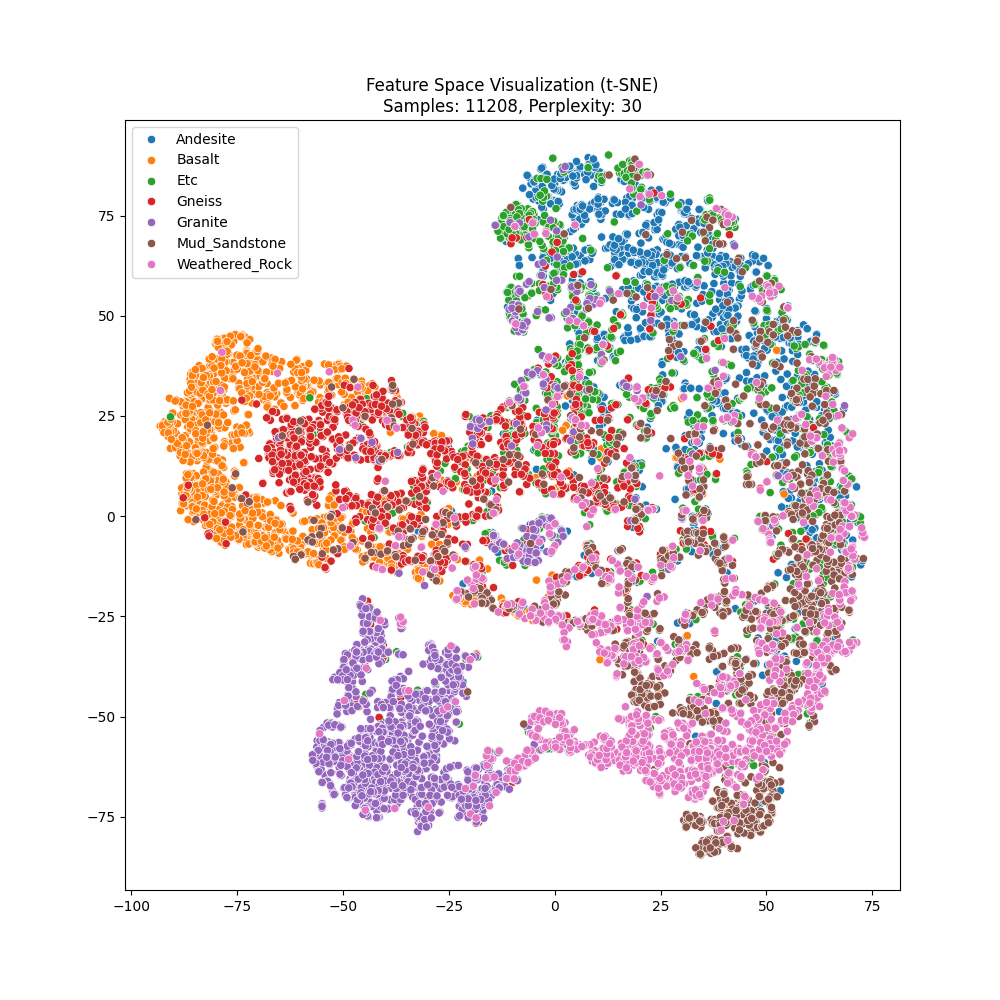 Feature Space Visualization (t-SNE)
Samples: 11208, Perplexity: 30
Andesite
Basalt
Etc
Gneiss
Granite
Mud_Sandstone
Weathered_Rock
75
50
25
0
−25
−50
−75
−100
−75
−50
−25
0
25
50
75